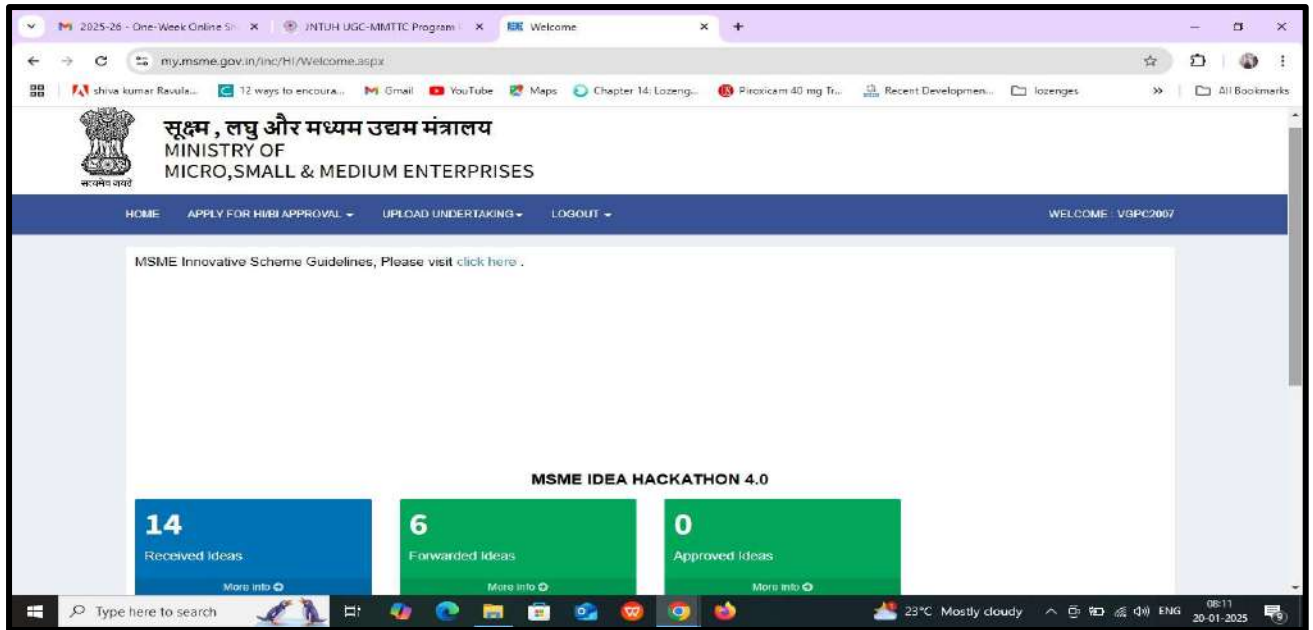 2025-26 - One-Week Online S
JNTUH UGC-MMTTC Program
Welcome
my.msme.gov.in/inc/HI/Welcome.aspx
shiva kumar Ravula...
12 ways to encoura...
Gmail
YouTube
Maps
Chapter 14: Lozeng...
Piroxicam 40 mg Tr...
Recent Developmen...
lozenges
All Bookmarks
सूक्ष्म , लघु और मध्यम उद्यम मंत्रालय
MINISTRY OF
MICRO,SMALL & MEDIUM ENTERPRISES
सत्यमेव जयते
HOME APPLY FOR HI/BI APPROVAL UPLOAD UNDERTAKING LOGOUT WELCOME : VGPC2007
MSME Innovative Scheme Guidelines, Please visit click here .
MSME IDEA HACKATHON 4.0
14
Received Ideas
More info
6
Forwarded Ideas
More info
0
Approved Ideas
More info
Type here to search
23°C Mostly cloudy
ENG
08:11
20-01-2025